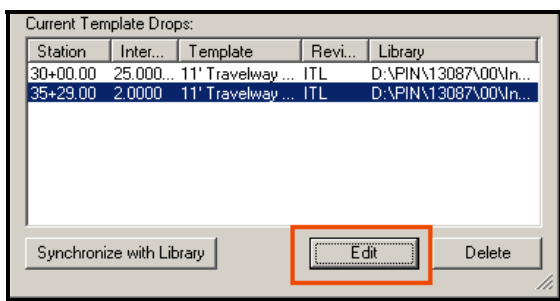 Current Template Drops:
Station Inter... Template Revi... Library
30+00.00 25.000... 11' Travelway ... ITL D:\PIN\13087\00\In...
35+29.00 2.0000 11' Travelway ... ITL D:\PIN\13087\00\In...
Synchronize with Library Edit Delete